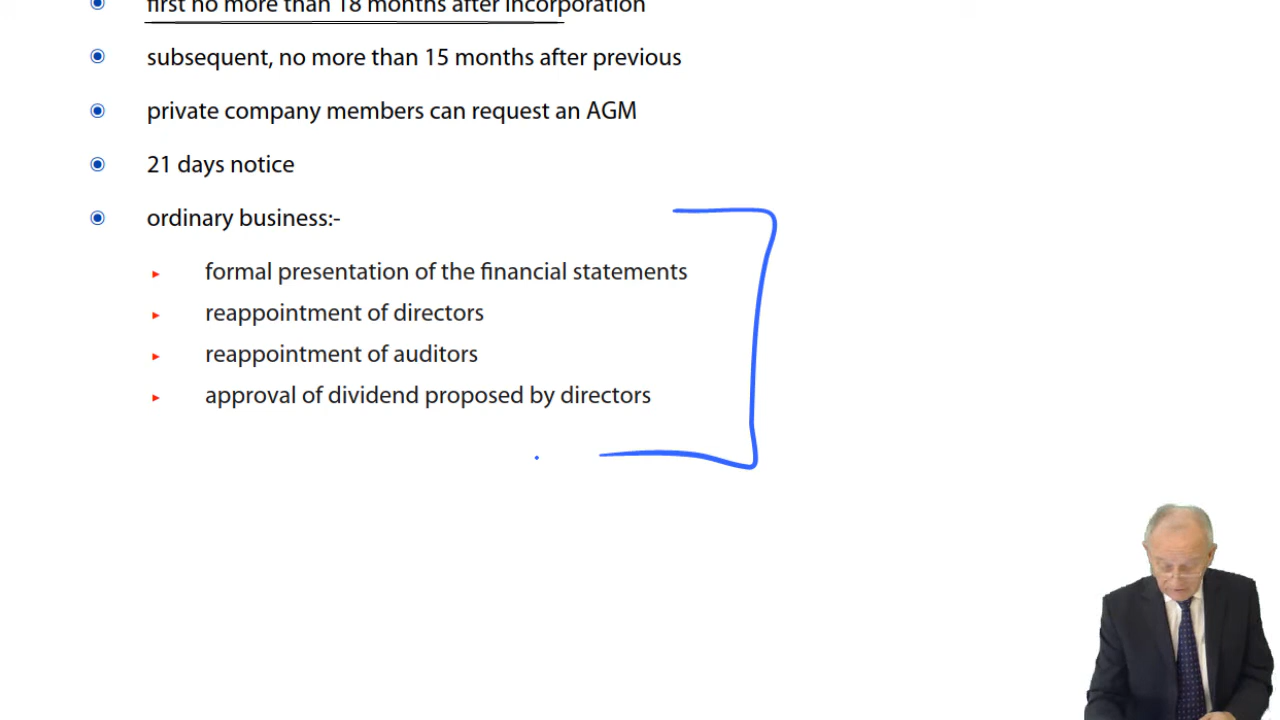 first no more than 18 months after incorporation
subsequent, no more than 15 months after previous
private company members can request an AGM
21 days notice
ordinary business:-
formal presentation of the financial statements
reappointment of directors
reappointment of auditors
approval of dividend proposed by directors